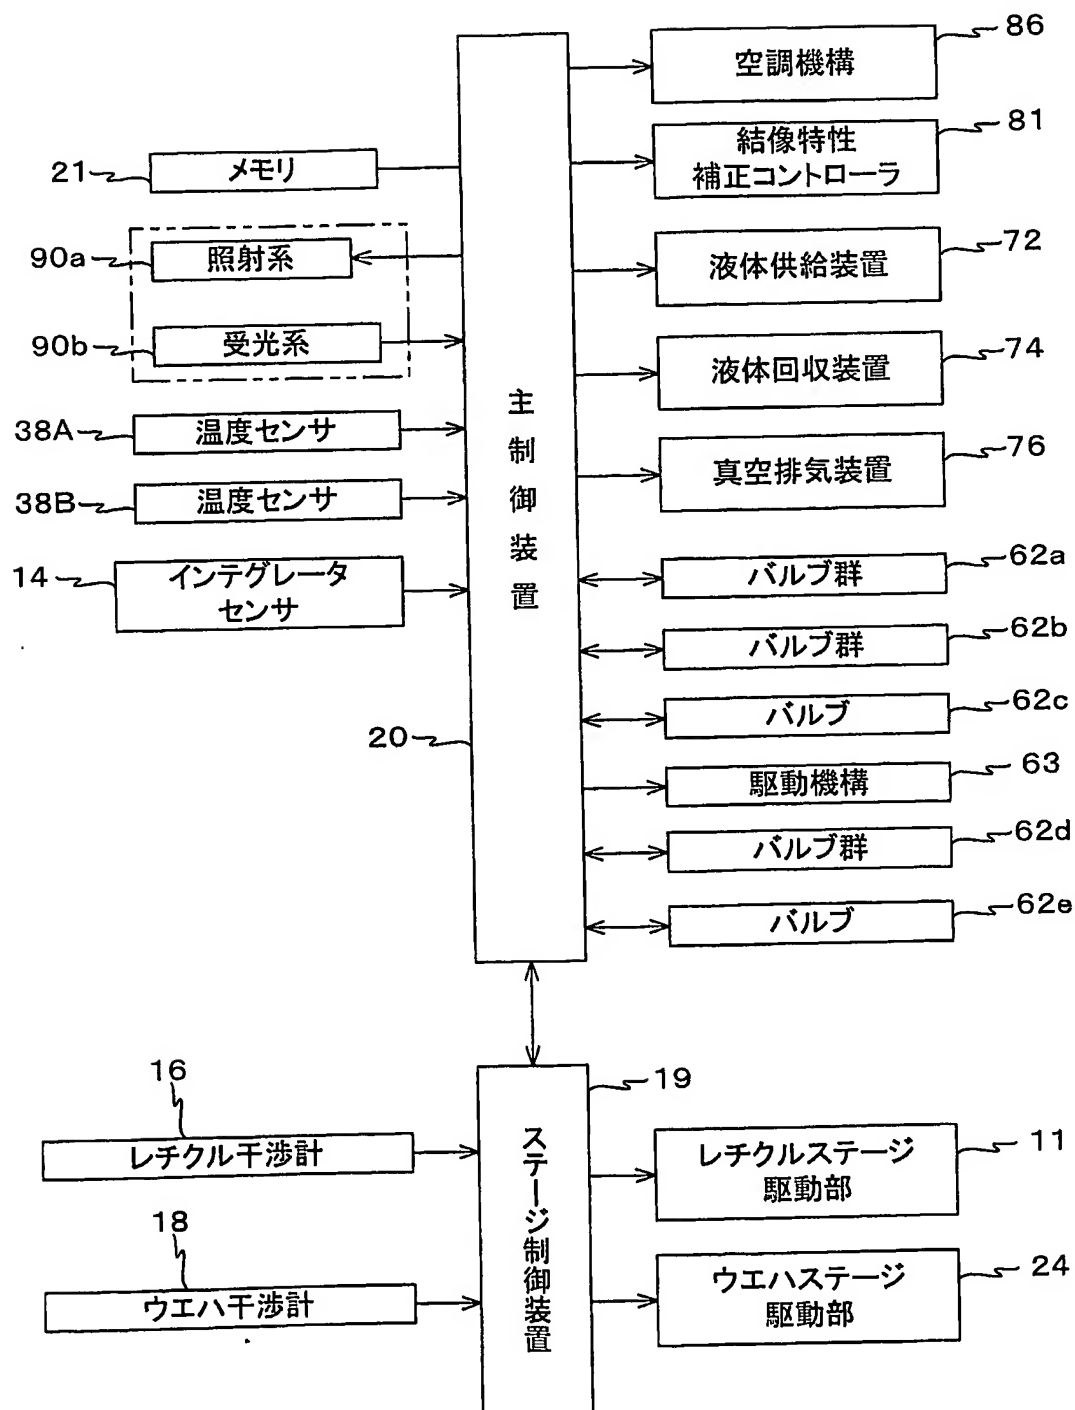 86
空調機構
81
結像特性
補正コントローラ
21
メモリ
90a
照射系
72
液体供給装置
90b
受光系
74
液体回収装置
主制御装置
38A
温度センサ
76
真空排気装置
38B
温度センサ
14
インテグレータ
センサ
62a
バルブ群
62b
バルブ群
62c
バルブ
20
63
駆動機構
62d
バルブ群
62e
バルブ
16
レチクル干渉計
19
ステージ制御装置
11
レチクルステージ
駆動部
18
ウエハ干渉計
24
ウエハステージ
駆動部